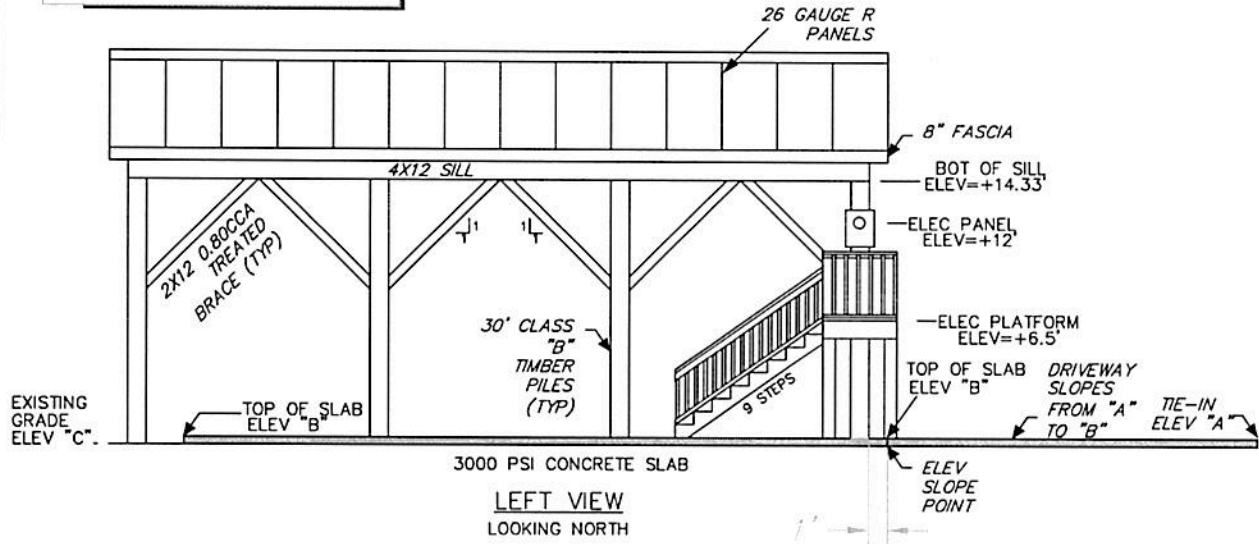 26 GAUGE R
PANELS
8" FASCIA
4X12 SILL
BOT OF SILL
ELEV=+14.33'
ELEC PANEL
ELEV=+12'
2X12 0.80CCA
TREATED
BRACE (TYP)
1
1
30' CLASS
"B"
TIMBER
PILES
(TYP)
ELEC PLATFORM
ELEV=+6.5'
9 STEPS
TOP OF SLAB
ELEV "B"
DRIVEWAY
SLOPES
FROM "A"
TO "B"
TIE-IN
ELEV "A"
EXISTING
GRADE
ELEV "C".
TOP OF SLAB
ELEV "B"
3000 PSI CONCRETE SLAB
ELEV
SLOPE
POINT
LEFT VIEW
LOOKING NORTH
1'